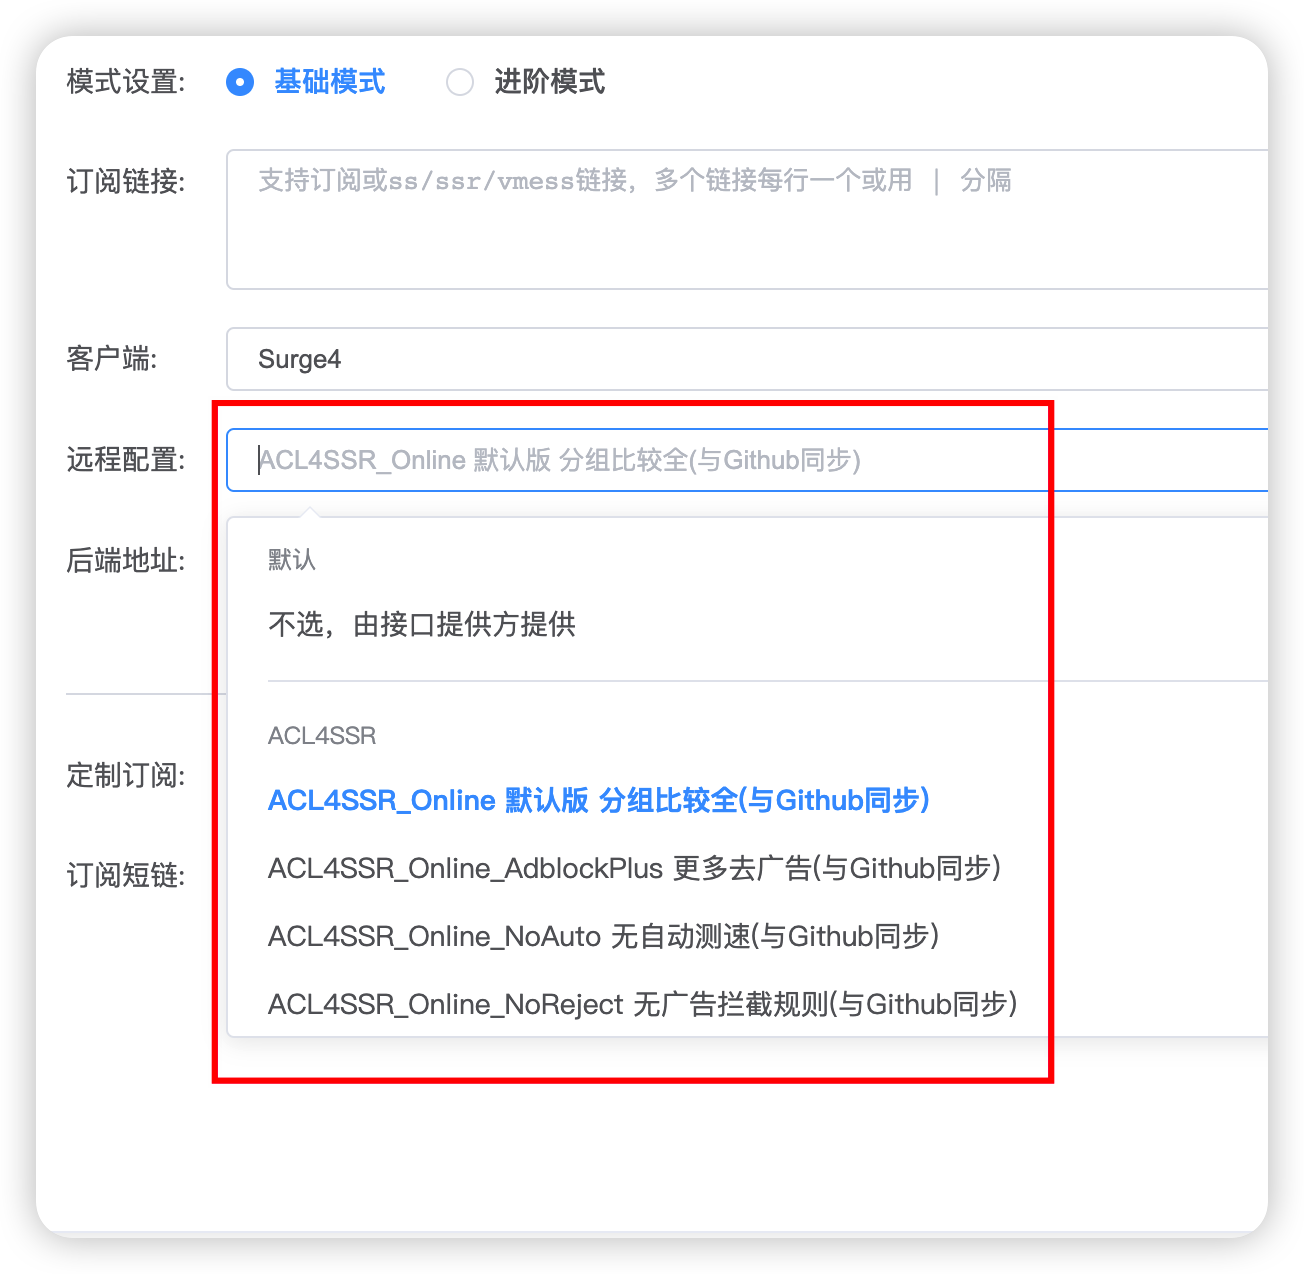 模式设置: 基础模式 进阶模式
订阅链接: 支持订阅或ss/ssr/vmess链接，多个链接每行一个或用 | 分隔
客户端: Surge4
远程配置: ACL4SSR_Online 默认版 分组比较全(与Github同步)
后端地址:
默认
不选，由接口提供方提供
ACL4SSR
定制订阅:
ACL4SSR_Online 默认版 分组比较全(与Github同步)
订阅短链:
ACL4SSR_Online_AdblockPlus 更多去广告(与Github同步)
ACL4SSR_Online_NoAuto 无自动测速(与Github同步)
ACL4SSR_Online_NoReject 无广告拦截规则(与Github同步)